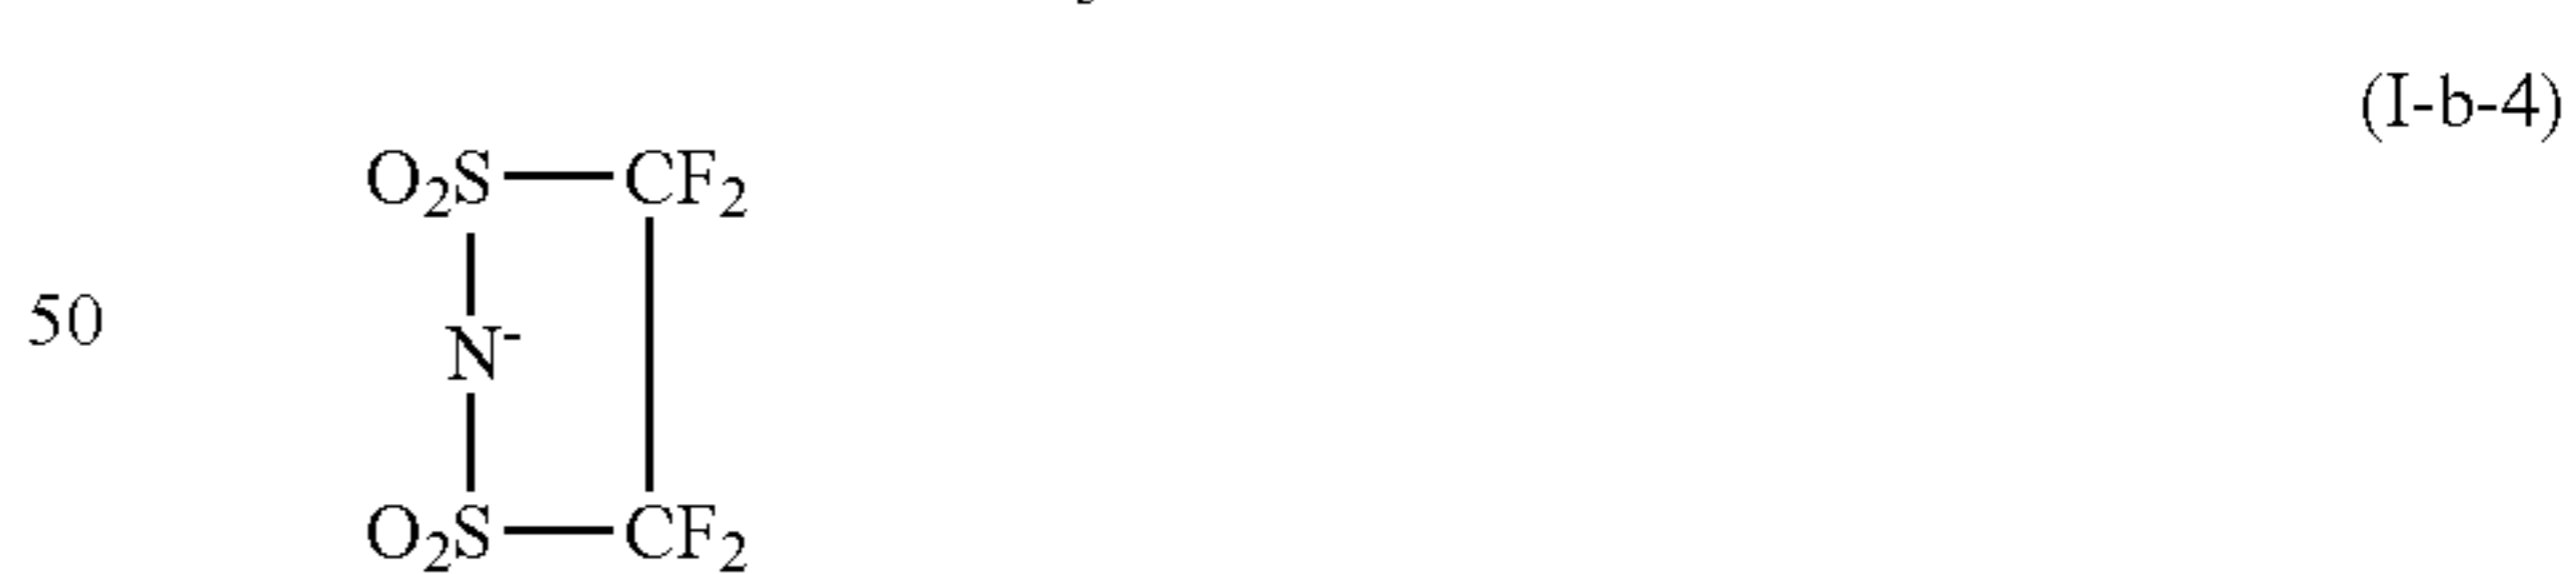 (I-b-4)
O₂S—CF₂
50
N⁻
O₂S—CF₂